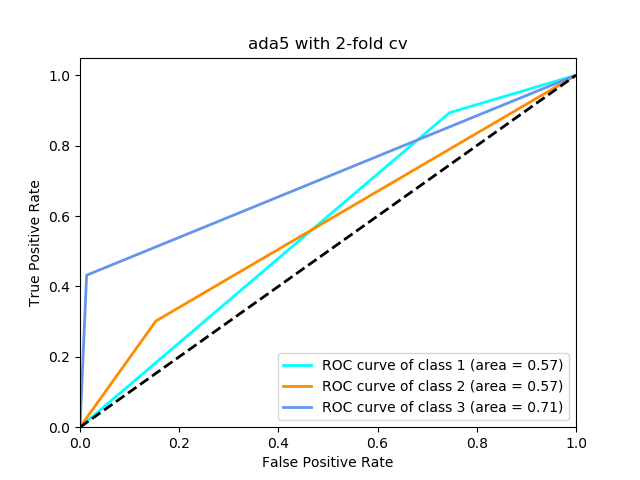 ada5 with 2-fold cv
1.0
0.8
0.6
0.4
0.2
0.0
True Positive Rate
ROC curve of class 1 (area = 0.57)
ROC curve of class 2 (area = 0.57)
ROC curve of class 3 (area = 0.71)
0.0 0.2 0.4 0.6 0.8 1.0
False Positive Rate